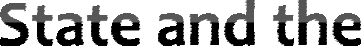 State and the